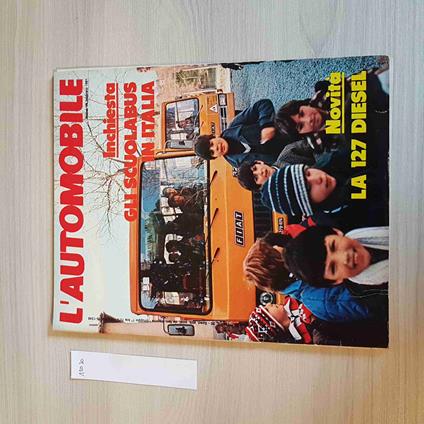 L'AUTOMOBILE
Inchiesta
GLI SCUOLABUS
IN ITALIA
Novità
LA 127 DIESEL
FIAT